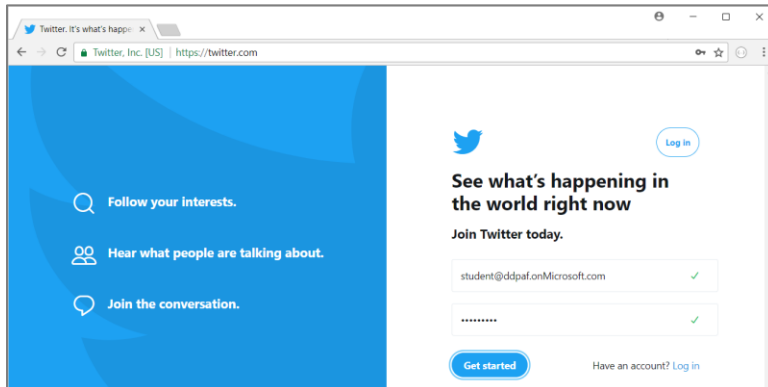 Twitter. It's what's happe
Twitter, Inc. [US] | https://twitter.com
Log in
See what's happening in
the world right now
Join Twitter today.
Follow your interests.
Hear what people are talking about.
Join the conversation.
student@ddpaf.onMicrosoft.com
•••••••••
Get started
Have an account? Log in